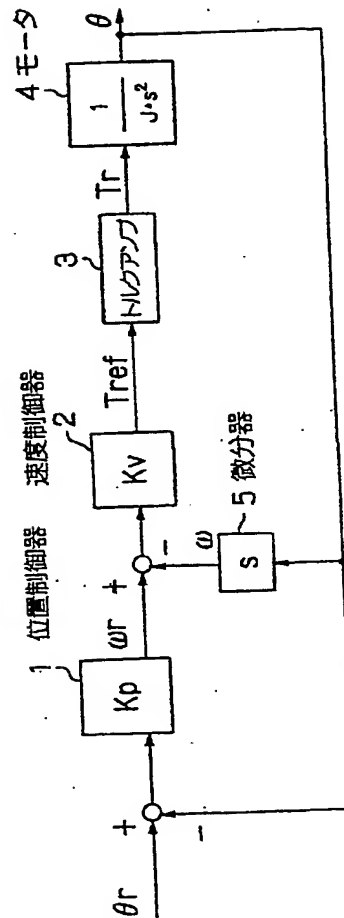 θr
+
−
1
位置制御器
Kp
ωr
+
−
ω
速度制御器
2
Kv
Tref
3
トルクアンプ
Tr
4 モータ
1
J・s²
θ
s
5 微分器